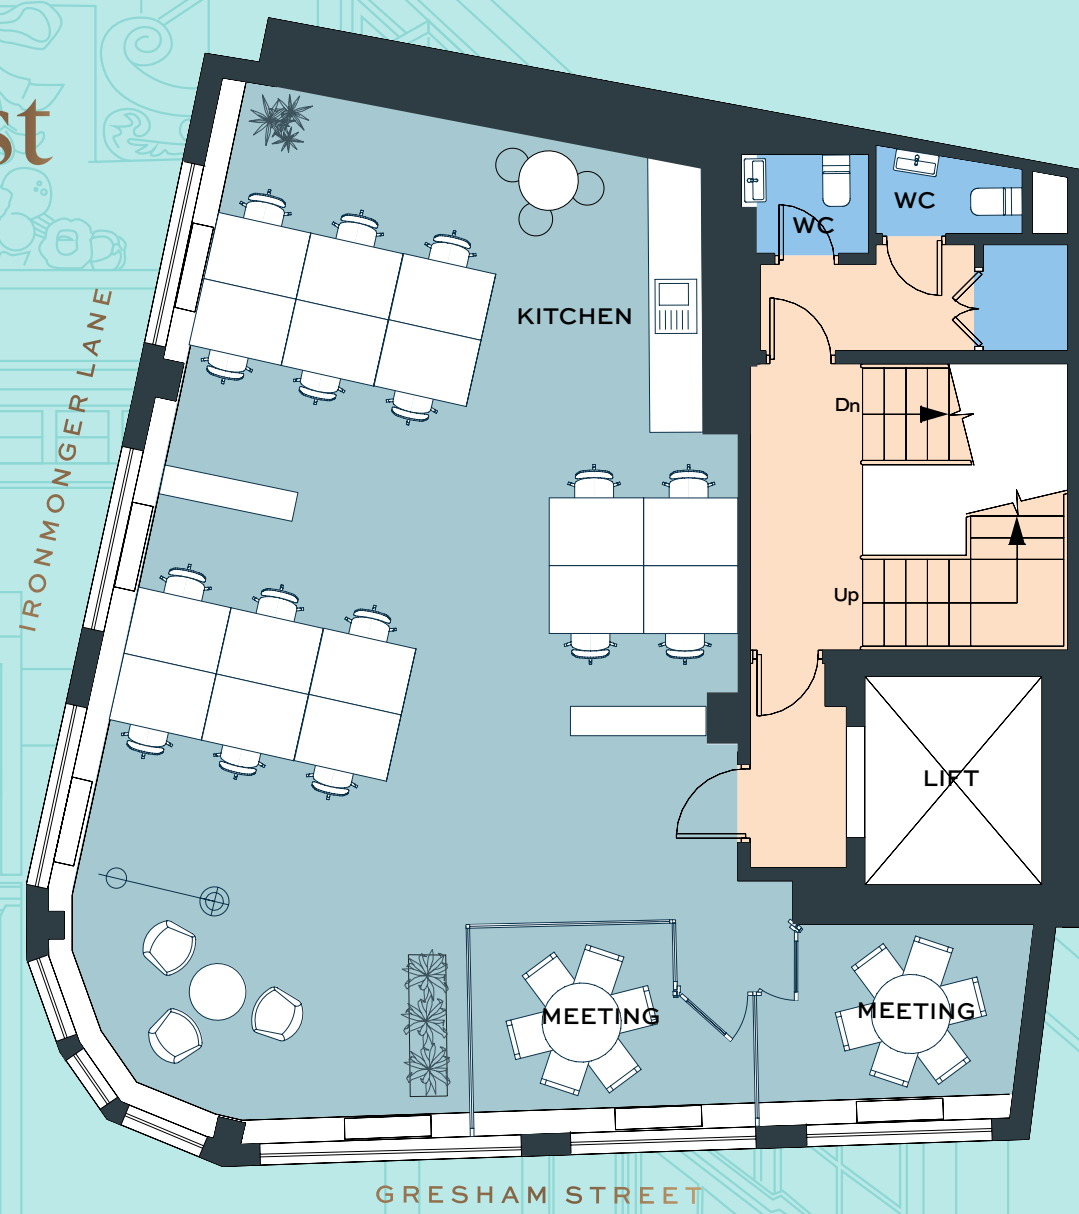 st
WC
WC
KITCHEN
IRONMONGER LANE
Dn
Up
LIFT
MEETING
MEETING
GRESHAM STREET